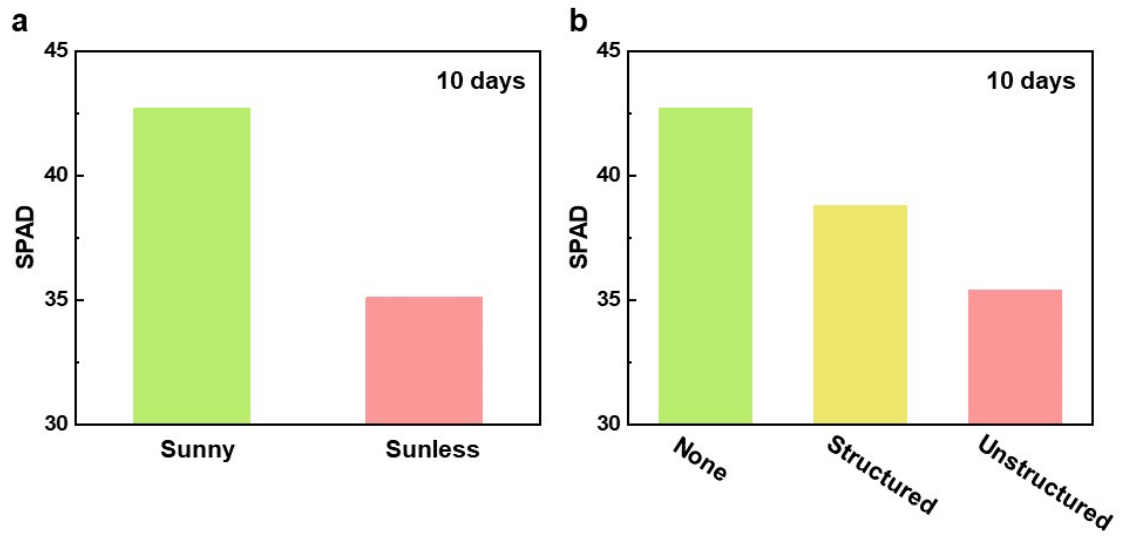 a
45
10 days
40
SPAD
35
30
Sunny Sunless
b
45
10 days
40
SPAD
35
30
None
Structured
Unstructured